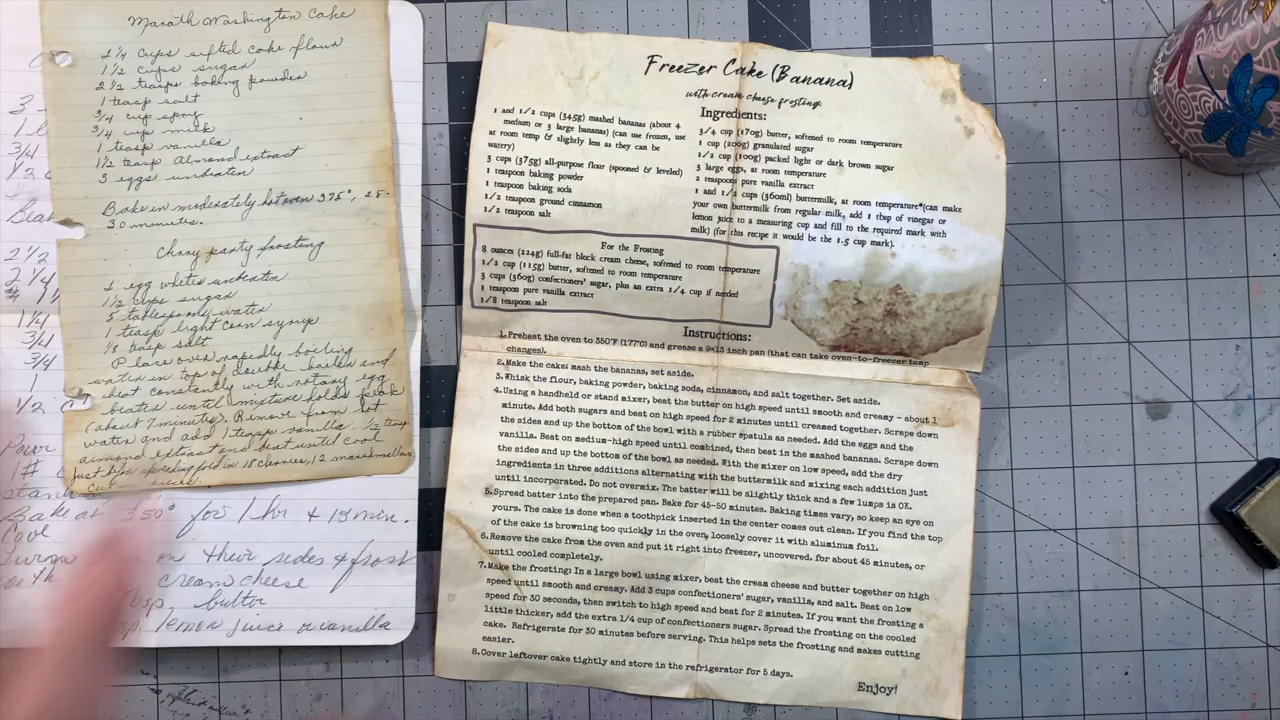 Marath Washington Cake
2 1/4 cups sifted cake flour
1 1/2 cups sugar
2 1/2 teasps baking powder
1 teasp salt
3/4 cup spry
3/4 cup milk
1 teasp vanilla
1/2 teasp Almond extract
3 eggs unbeaten
Bake in moderately hot oven 375°, 25-
30 minutes.
Cherry party frosting
egg whites unbeaten
1 1/2 cups sugar
5 tablespoons water
1 teasp light corn syrup
1/8 teasp salt
Place over rapidly boiling
water in top of double boiler and
beat constantly with rotary egg
beater until mixture holds peak
(about 7 minutes). Remove from hot
water and add 1 teasp vanilla, 1/2 teasp
almond extract and beat until cool
Just before spreading fold in 18 cherries, 12 marshmallows
3/4
2 1/2
2 1/4
1 1/4
3/4
3/4
1
1/2
Pour
Bake at 350° for 1 hr & 15 min.
Cool
on their sides & frost
cream cheese
butter
lemon juice or vanilla
Freezer Cake (Banana)
with cream cheese frosting:
1 and 1/2 cups (345g) mashed bananas (about 4
medium or 3 large bananas) (can use frozen, use
at room temp & slightly less as they can be
watery)
3 cups (375g) all-purpose flour (spooned & leveled)
1 teaspoon baking powder
1 teaspoon baking soda
1/2 teaspoon ground cinnamon
1/2 teaspoon salt
Ingredients:
3/4 cup (170g) butter, softened to room temperature
1 cup (200g) granulated sugar
1/2 cup (100g) packed light or dark brown sugar
3 large eggs, at room temperature
2 teaspoons pure vanilla extract
1 and 1/2 cups (360ml) buttermilk, at room temperature*(can make
your own buttermilk from regular milk, add 1 tbsp of vinegar or
lemon juice to a measuring cup and fill to the required mark with
milk) (for this recipe it would be the 1.5 cup mark).
For the Frosting
8 ounces (224g) full-fat block cream cheese, softened to room temperature
1/2 cup (115g) butter, softened to room temperature
3 cups (360g) confectioners' sugar, plus an extra 1/4 cup if needed
1 teaspoon pure vanilla extract
1/8 teaspoon salt
Instructions:
1. Preheat the oven to 350°F (177°C) and grease a 9×13 inch pan (that can take oven-to-freezer temp
changes).
2. Make the cake: mash the bananas, set aside.
3. Whisk the flour, baking powder, baking soda, cinnamon, and salt together. Set aside.
4. Using a handheld or stand mixer, beat the butter on high speed until smooth and creamy - about 1
minute. Add both sugars and beat on high speed for 2 minutes until creamed together. Scrape down
the sides and up the bottom of the bowl with a rubber spatula as needed. Add the eggs and the
vanilla. Beat on medium-high speed until combined, then beat in the mashed bananas. Scrape down
the sides and up the bottom of the bowl as needed. With the mixer on low speed, add the dry
ingredients in three additions alternating with the buttermilk and mixing each addition just
until incorporated. Do not overmix. The batter will be slightly thick and a few lumps is OK.
5. Spread batter into the prepared pan. Bake for 45-50 minutes. Baking times vary, so keep an eye on
yours. The cake is done when a toothpick inserted in the center comes out clean. If you find the top
of the cake is browning too quickly in the oven, loosely cover it with aluminum foil.
6. Remove the cake from the oven and put it right into freezer, uncovered. for about 45 minutes, or
until cooled completely.
7. Make the frosting: In a large bowl using mixer, beat the cream cheese and butter together on high
speed until smooth and creamy. Add 3 cups confectioners' sugar, vanilla, and salt. Beat on low
speed for 30 seconds, then switch to high speed and beat for 2 minutes. If you want the frosting a
little thicker, add the extra 1/4 cup of confectioners sugar. Spread the frosting on the cooled
cake. Refrigerate for 30 minutes before serving. This helps sets the frosting and makes cutting
easier.
8. Cover leftover cake tightly and store in the refrigerator for 5 days.
Enjoy!